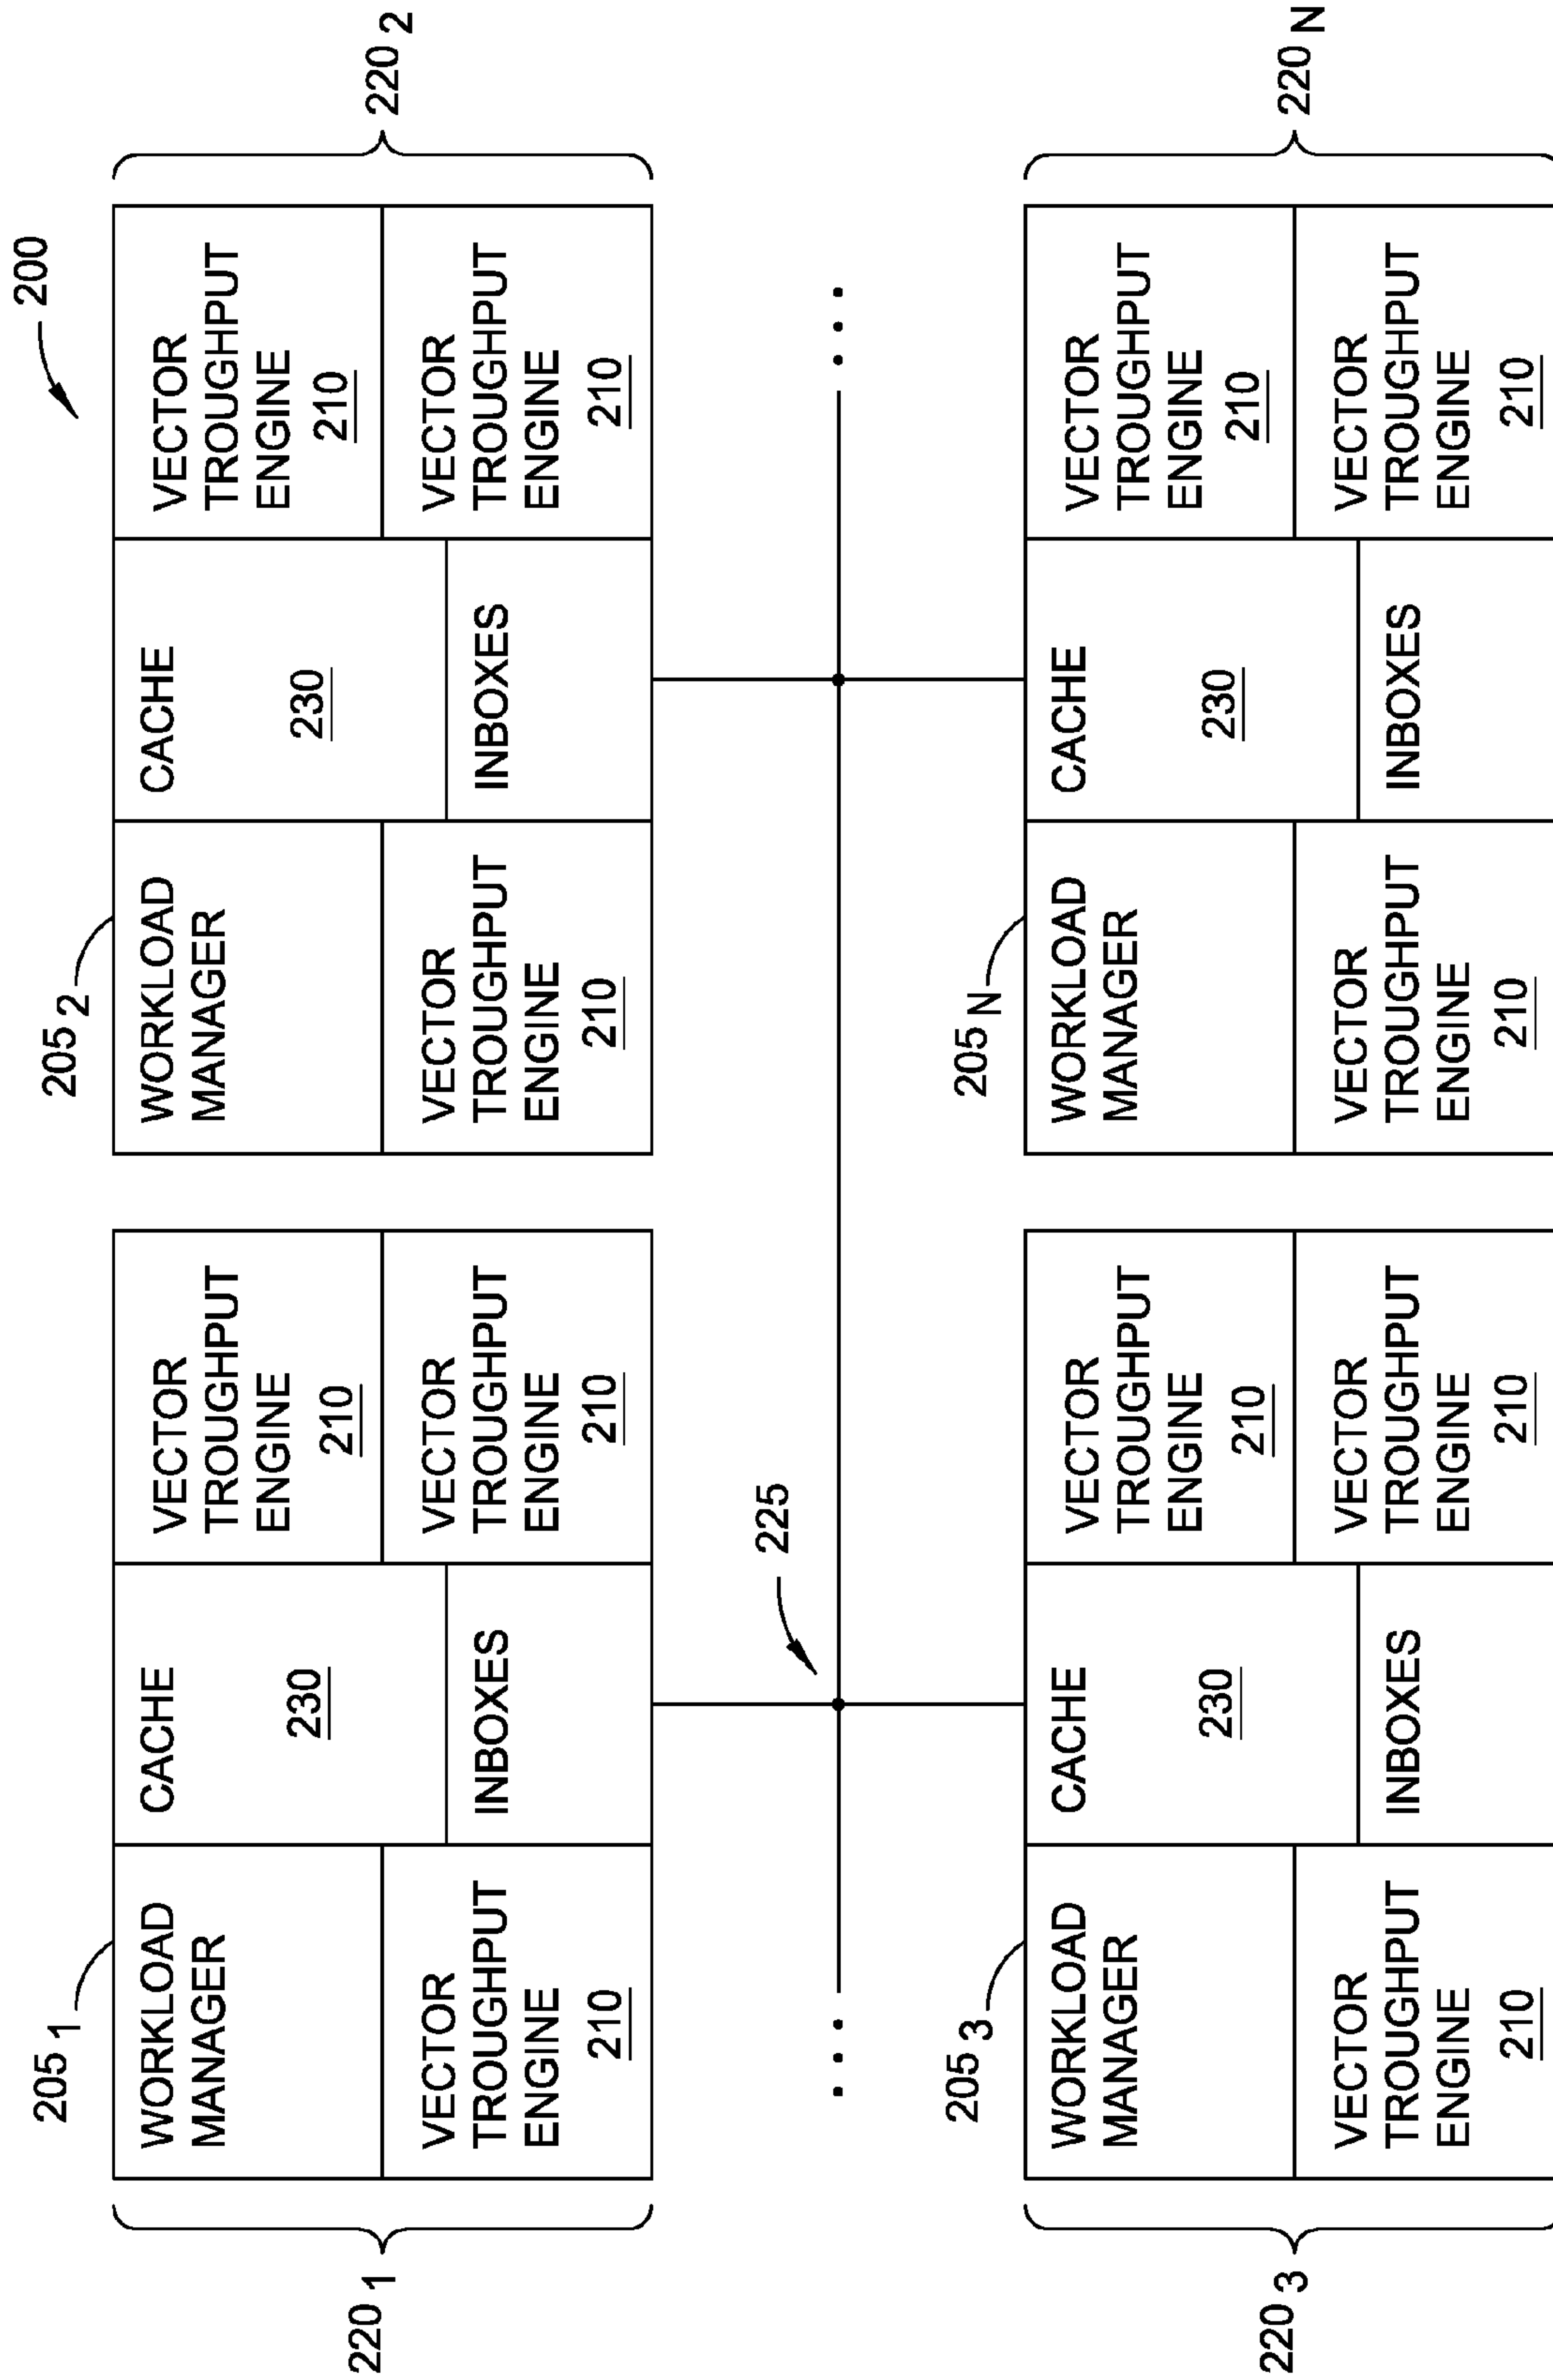 200
205 1
205 2
220 1
WORKLOAD
MANAGER
VECTOR
TROUGHPUT
ENGINE
210
CACHE
230
INBOXES
VECTOR
TROUGHPUT
ENGINE
210
VECTOR
TROUGHPUT
ENGINE
210
WORKLOAD
MANAGER
VECTOR
TROUGHPUT
ENGINE
210
CACHE
230
INBOXES
VECTOR
TROUGHPUT
ENGINE
210
VECTOR
TROUGHPUT
ENGINE
210
220 2
225
205 3
205 N
220 3
WORKLOAD
MANAGER
VECTOR
TROUGHPUT
ENGINE
210
CACHE
230
INBOXES
VECTOR
TROUGHPUT
ENGINE
210
VECTOR
TROUGHPUT
ENGINE
210
WORKLOAD
MANAGER
VECTOR
TROUGHPUT
ENGINE
210
CACHE
230
INBOXES
VECTOR
TROUGHPUT
ENGINE
210
VECTOR
TROUGHPUT
ENGINE
210
220 N